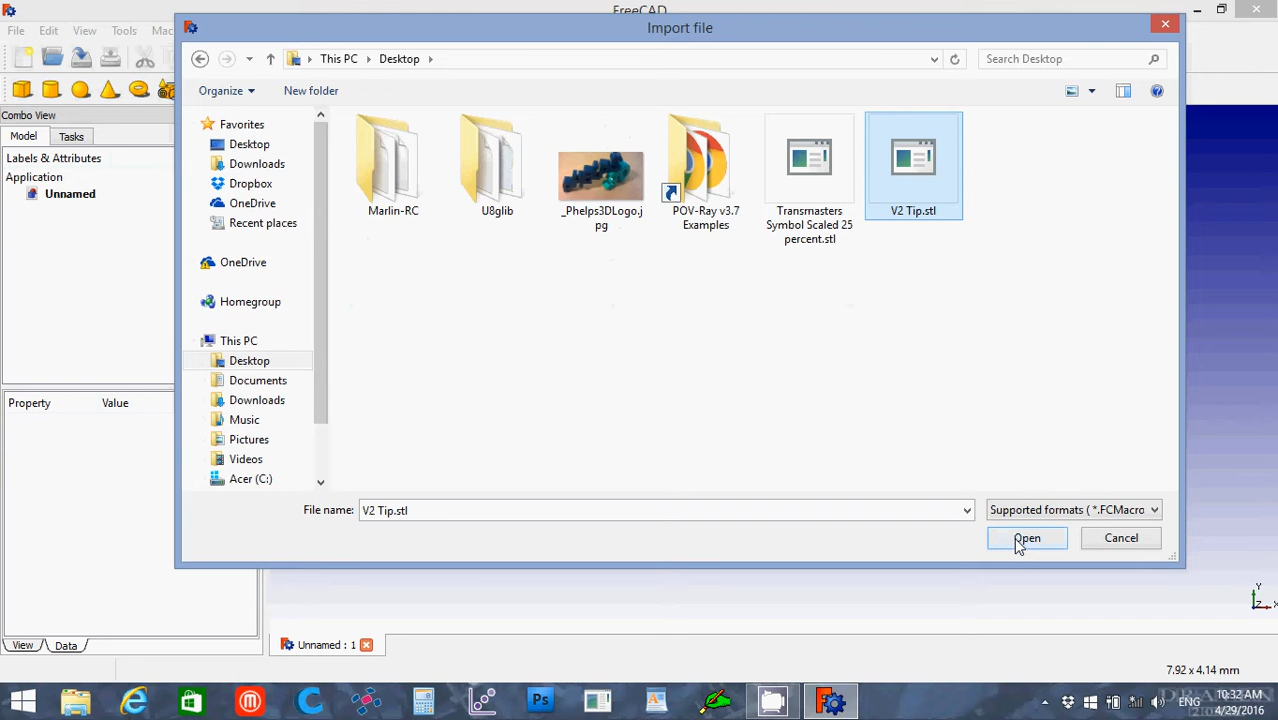 FreeCAD
File Edit View Tools Mac
Import file
This PC Desktop
Search Desktop
Organize New folder
Combo View
Model Tasks
Labels & Attributes
Application
Unnamed
Property Value
View Data
Favorites
Desktop
Downloads
Dropbox
OneDrive
Recent places
OneDrive
Homegroup
This PC
Desktop
Documents
Downloads
Music
Pictures
Videos
Acer (C:)
Marlin-RC
U8glib
_Phelps3DLogo.j
pg
POV-Ray v3.7
Examples
Transmasters
Symbol Scaled 25
percent.stl
V2 Tip.stl
File name: V2 Tip.stl
Supported formats ( *.FCMacro
Open Cancel
Y
Z X
Unnamed : 1
7.92 x 4.14 mm
ENG
10:32 AM
4/29/2016